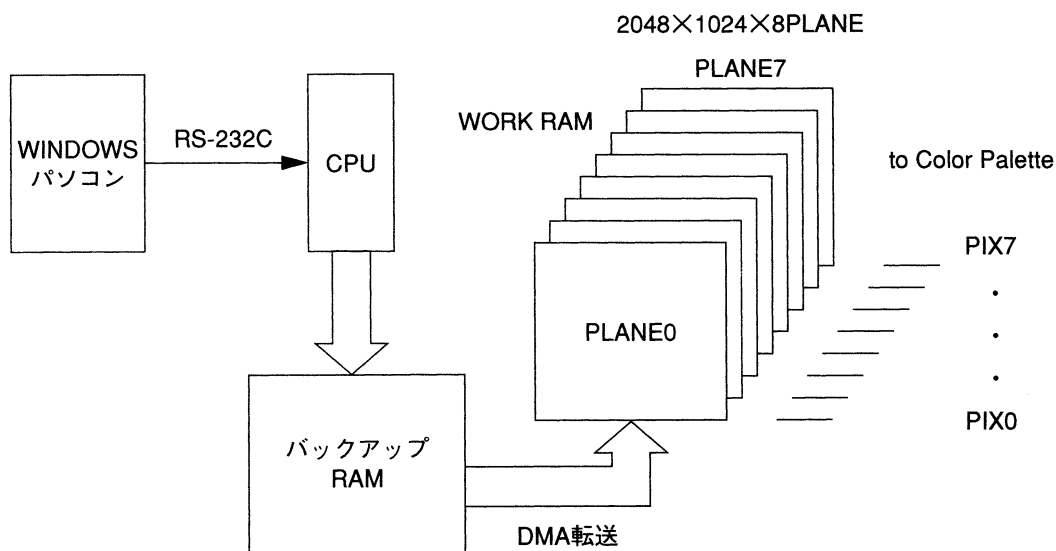 2048×1024×8PLANE
PLANE7
WORK RAM
WINDOWS
パソコン
RS-232C
CPU
to Color Palette
PIX7
・
・
・
PIX0
PLANE0
バックアップ
RAM
DMA転送